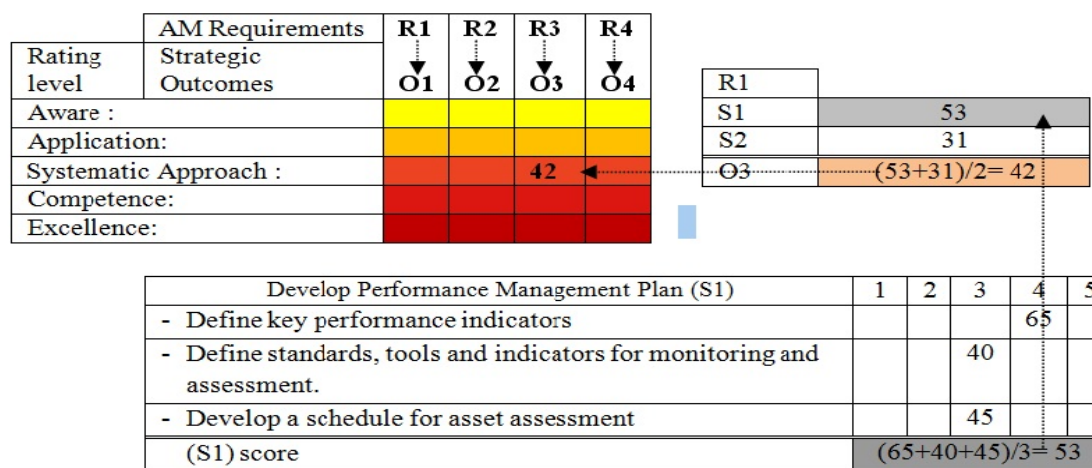 AM Requirements R1 R2 R3 R4
Rating level Strategic Outcomes O1 O2 O3 O4
Aware :
Application:
Systematic Approach : 42
Competence:
Excellence:
R1
S1 53
S2 31
O3 (53+31)/2= 42
Develop Performance Management Plan (S1) 1 2 3 4 5
- Define key performance indicators 65
- Define standards, tools and indicators for monitoring and 40
assessment.
- Develop a schedule for asset assessment 45
(S1) score (65+40+45)/3= 53